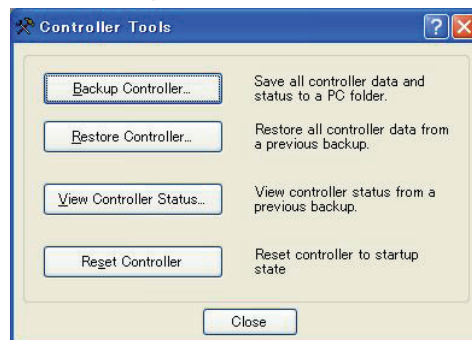 Controller Tools
Backup Controller...
Save all controller data and
status to a PC folder.
Restore Controller...
Restore all controller data from
a previous backup.
View Controller Status...
View controller status from a
previous backup.
Reset Controller
Reset controller to startup
state
Close